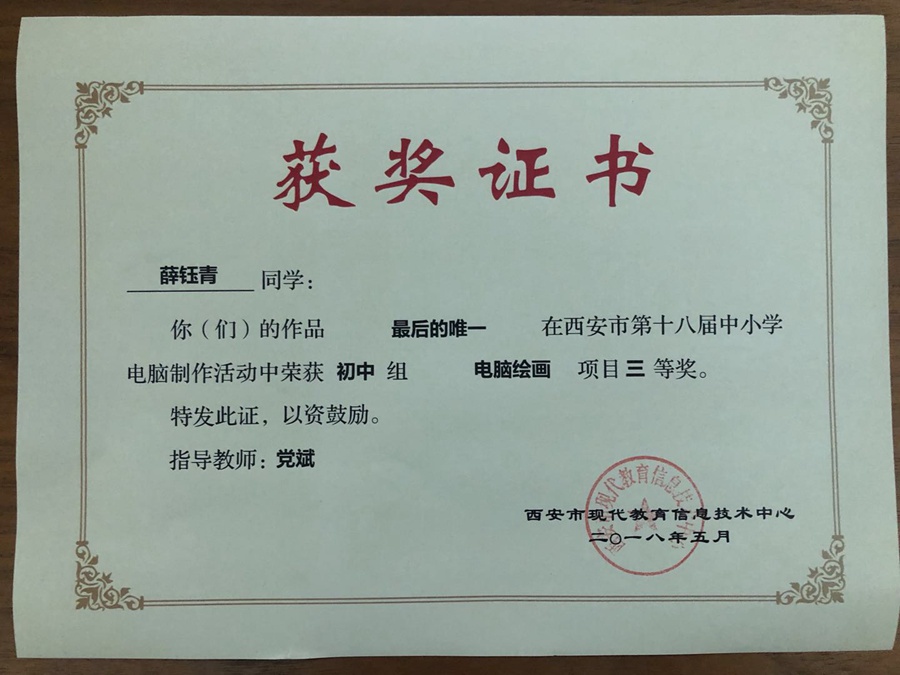 获奖证书
薛钰青 同学：
你（们）的作品 最后的唯一 在西安市第十八届中小学
电脑制作活动中荣获 初中 组 电脑绘画 项目 三 等奖。
特发此证，以资鼓励。
指导教师：党斌
西安市现代教育信息技术中心
二〇一八年五月